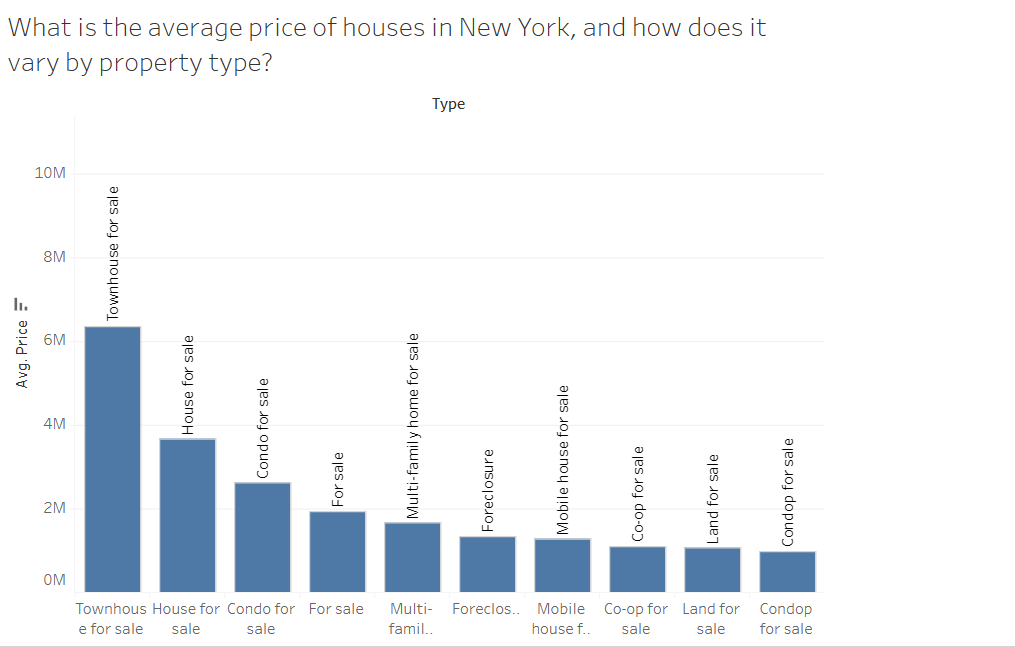 What is the average price of houses in New York, and how does it
vary by property type?
Type
10M
8M
6M
4M
2M
0M
Avg. Price
Townhouse for sale
House for sale
Condo for sale
For sale
Multi-family home for sale
Foreclosure
Mobile house for sale
Co-op for sale
Land for sale
Condop for sale
Townhous
e for sale
House for
sale
Condo for
sale
For sale
Multi-
famil..
Foreclos..
Mobile
house f..
Co-op for
sale
Land for
sale
Condop
for sale